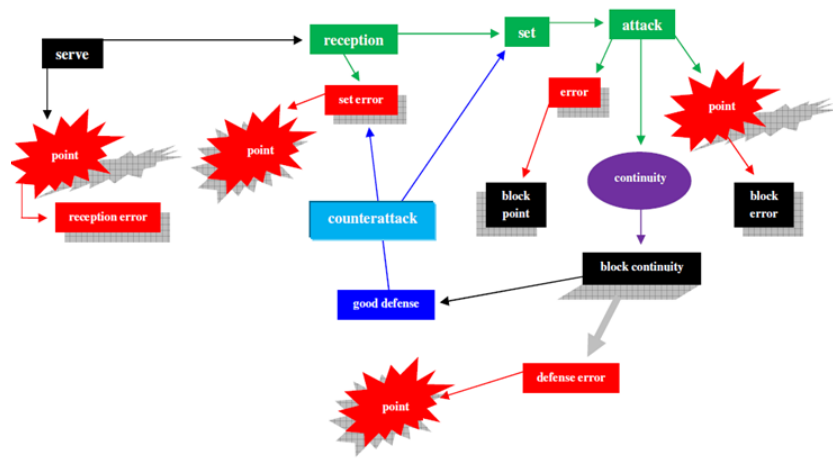 serve
reception
set
attack
set error
error
point
point
point
continuity
reception error
counterattack
block
point
block
error
block continuity
good defense
defense error
point